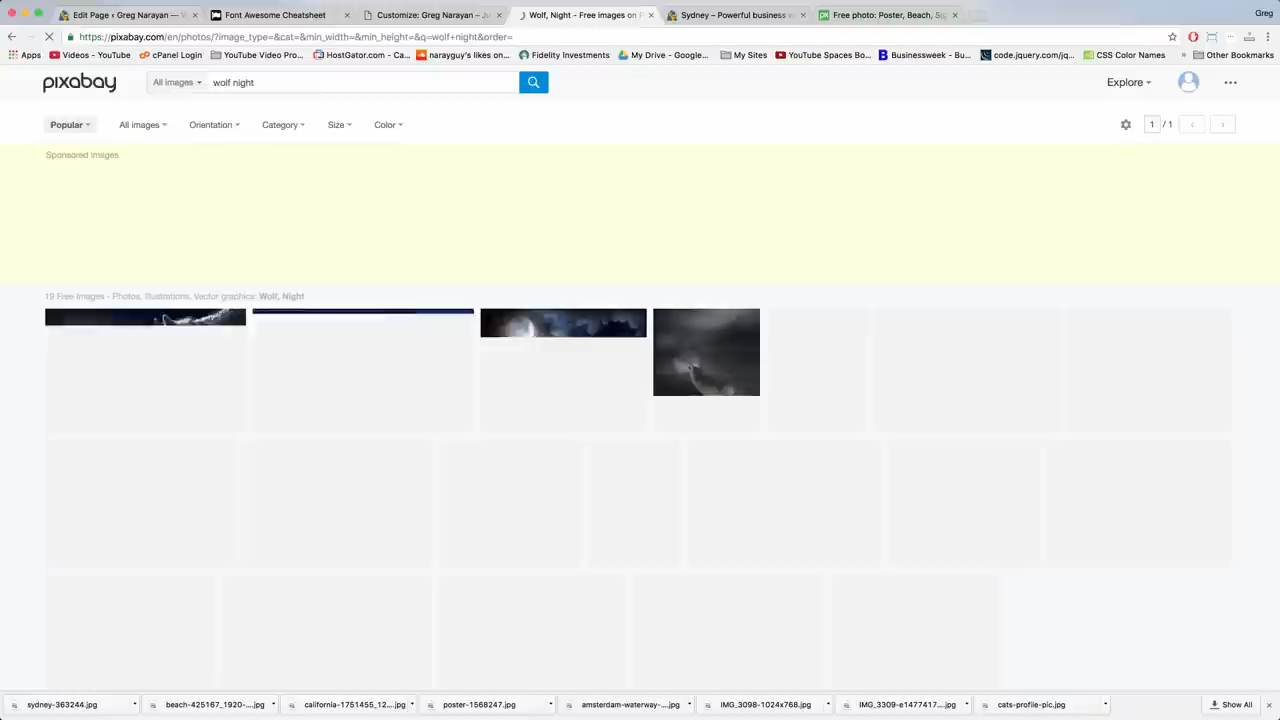 Edit Page ‹ Greg Narayan — W
Font Awesome Cheatsheet
Customize: Greg Narayan – Ju
Wolf, Night - Free images on P
Sydney – Powerful business w
Free photo: Poster, Beach, Sig
Greg
https://pixabay.com/en/photos/?image_type=&cat=&min_width=&min_height=&q=wolf+night&order=
Apps
Videos - YouTube
cPanel Login
YouTube Video Pro...
HostGator.com - Ca...
narayguy's likes on...
Fidelity Investments
My Drive - Google...
My Sites
YouTube Spaces Bo...
Businessweek - Bu...
code.jquery.com/jq...
CSS Color Names
»
Other Bookmarks
pixabay
All images
wolf night
Explore
Popular
All images
Orientation
Category
Size
Color
1 / 1
Sponsored Images
19 Free Images - Photos, Illustrations, Vector graphics: Wolf, Night
sydney-363244.jpg
beach-425167_1920-...jpg
california-1751455_12...jpg
poster-1568247.jpg
amsterdam-waterway-...jpg
IMG_3098-1024x768.jpg
IMG_3309-e1477417...jpg
cats-profile-pic.jpg
Show All